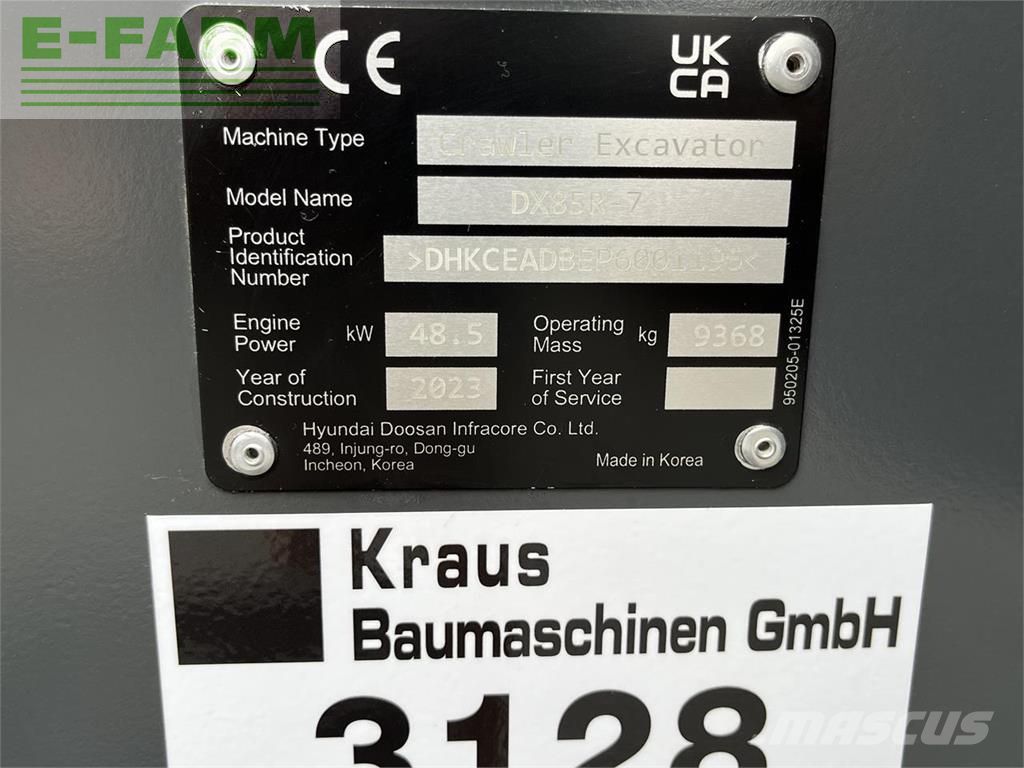 E-FARM
CE
UK
CA
Machine Type
Crawler Excavator
Model Name
DX85R-7
Product
Identification
Number
>DHKCEADBEP6001195<
Engine
Power
kW
48.5
Operating
Mass
kg
9368
Year of
Construction
2023
First Year
of Service
950205-01325E
Hyundai Doosan Infracore Co. Ltd.
489, Injung-ro, Dong-gu
Incheon, Korea
Made in Korea
Kraus
Baumaschinen GmbH
3128
MASCUS